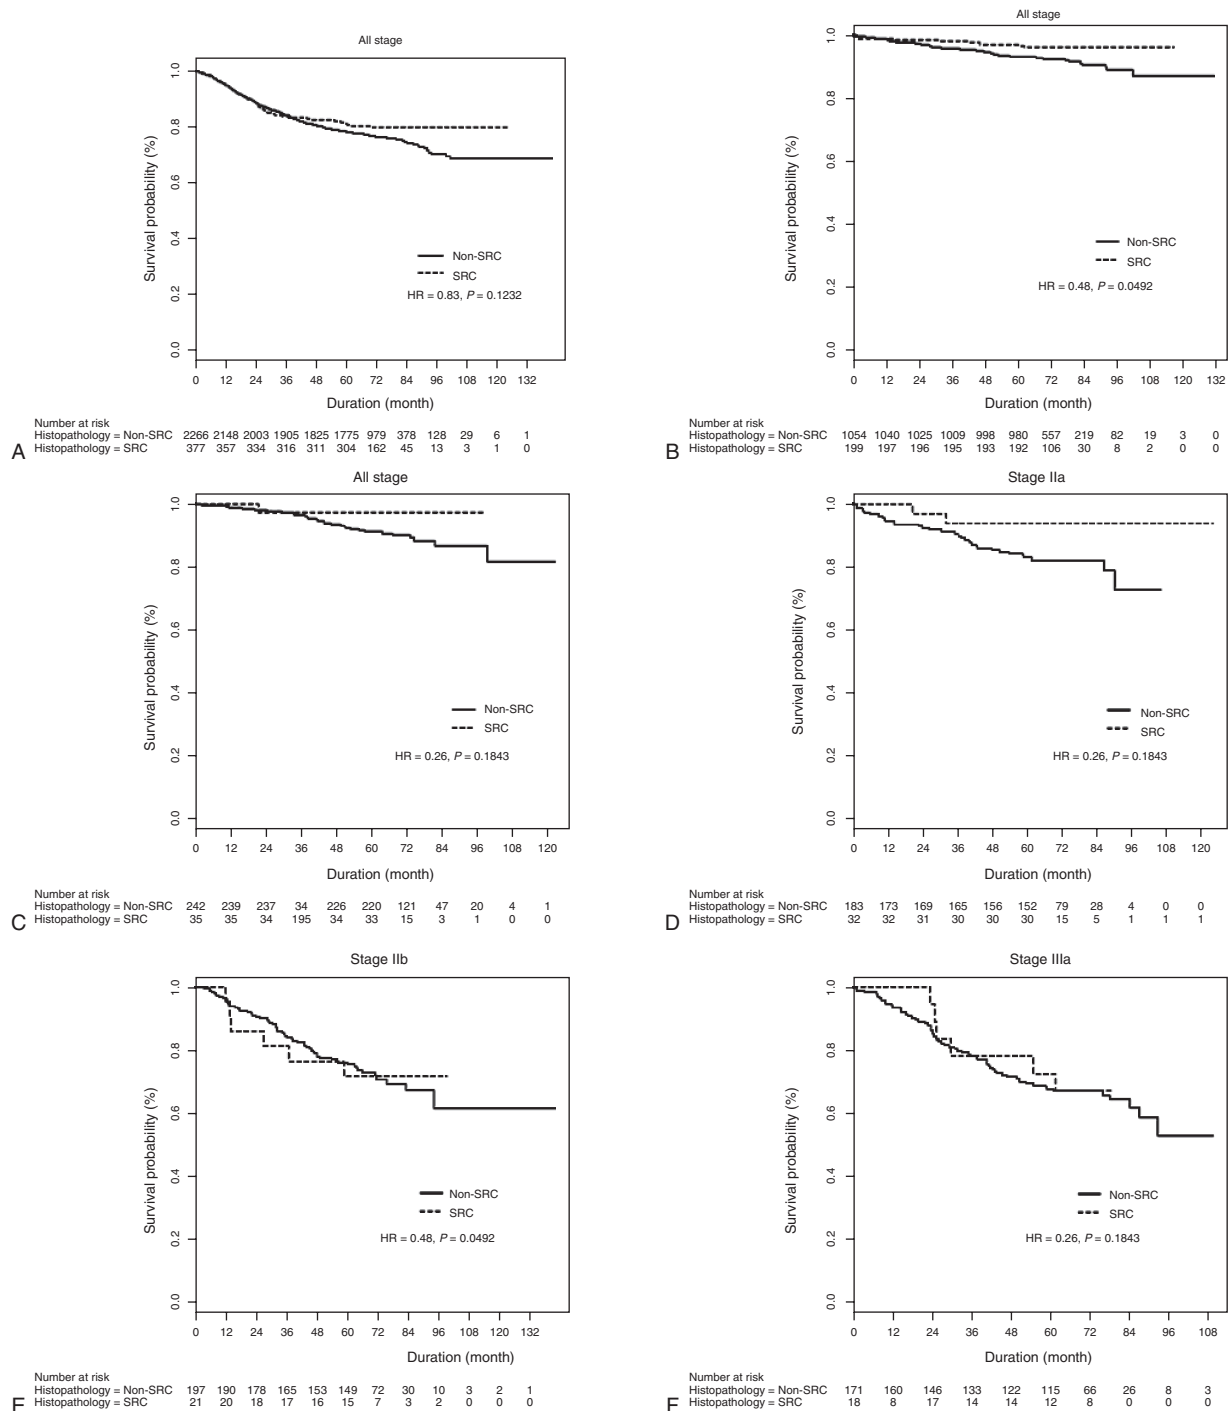 All stage
Survival probability (%)
1.0
0.8
0.6
0.4
0.2
0.0
Non-SRC
SRC
HR = 0.83, P = 0.1232
0 12 24 36 48 60 72 84 96 108 120 132
Duration (month)
Number at risk
Histopathology = Non-SRC 2266 2148 2003 1905 1825 1775 979 378 128 29 6 1
Histopathology = SRC 377 357 334 316 311 304 162 45 13 3 1 0
A
All stage
Survival probability (%)
1.0
0.8
0.6
0.4
0.2
0.0
Non-SRC
SRC
HR = 0.48, P = 0.0492
0 12 24 36 48 60 72 84 96 108 120 132
Duration (month)
Number at risk
Histopathology = Non-SRC 1054 1040 1025 1009 998 980 557 219 82 19 3 0
Histopathology = SRC 199 197 196 195 193 192 106 30 8 2 0 0
B
All stage
Survival probability (%)
1.0
0.8
0.6
0.4
0.2
0.0
Non-SRC
SRC
HR = 0.26, P = 0.1843
0 12 24 36 48 60 72 84 96 108 120
Duration (month)
Number at risk
Histopathology = Non-SRC 242 239 237 34 226 220 121 47 20 4 1
Histopathology = SRC 35 35 34 195 34 33 15 3 1 0 0
C
Stage IIa
Survival probability (%)
1.0
0.8
0.6
0.4
0.2
0.0
Non-SRC
SRC
HR = 0.26, P = 0.1843
0 12 24 36 48 60 72 84 96 108 120
Duration (month)
Number at risk
Histopathology = Non-SRC 183 173 169 165 156 152 79 28 4 0 0
Histopathology = SRC 32 32 31 30 30 30 15 5 1 1 1
D
Stage IIb
Survival probability (%)
1.0
0.8
0.6
0.4
0.2
0.0
Non-SRC
SRC
HR = 0.48, P = 0.0492
0 12 24 36 48 60 72 84 96 108 120 132
Duration (month)
Number at risk
Histopathology = Non-SRC 197 190 178 165 153 149 72 30 10 3 2 1
Histopathology = SRC 21 20 18 17 16 15 7 3 2 0 0 0
E
Stage IIIa
Survival probability (%)
1.0
0.8
0.6
0.4
0.2
0.0
Non-SRC
SRC
HR = 0.26, P = 0.1843
0 12 24 36 48 60 72 84 96 108
Duration (month)
Number at risk
Histopathology = Non-SRC 171 160 146 133 122 115 66 26 8 3
Histopathology = SRC 18 8 17 14 14 12 8 0 0 0
F